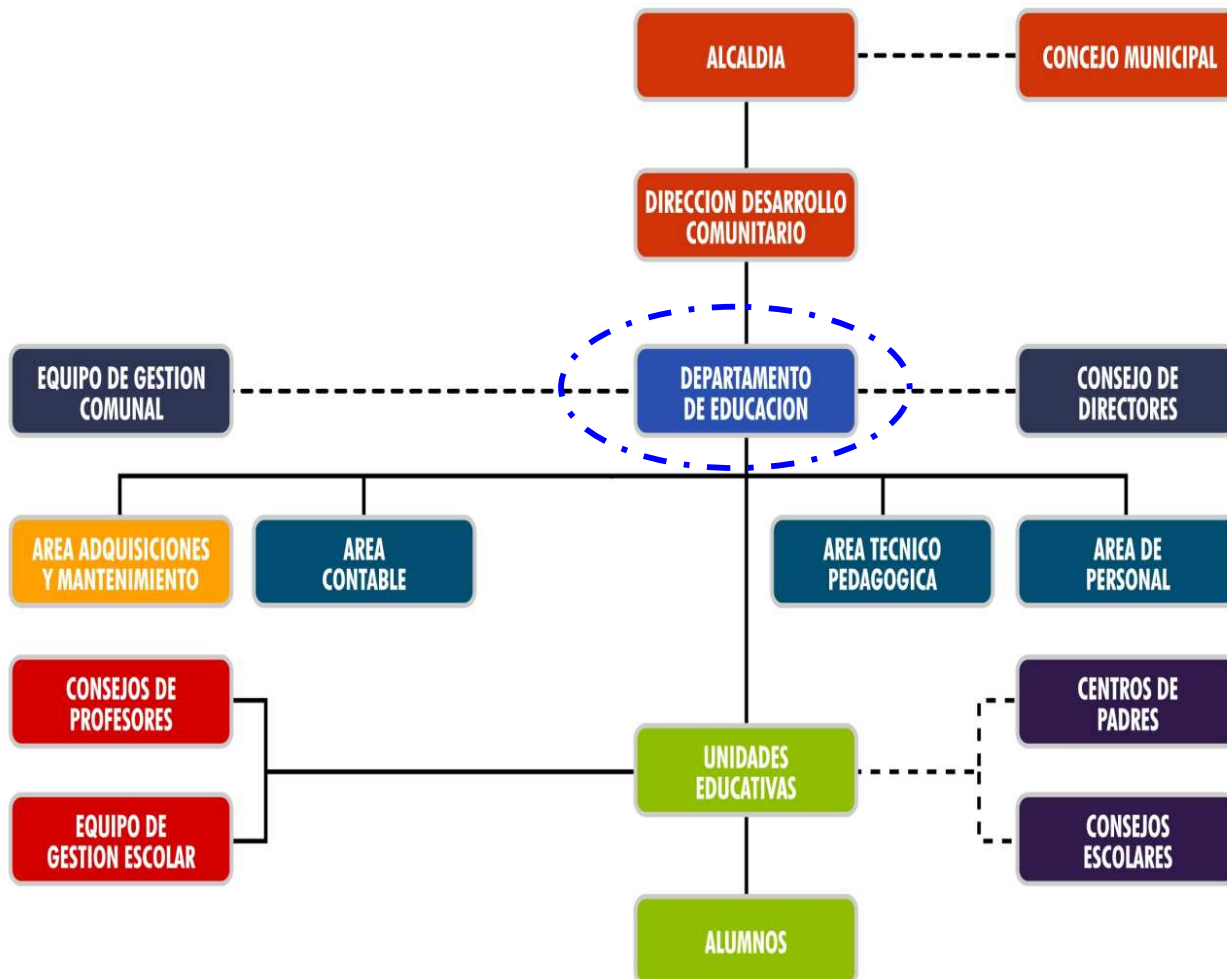 ALCALDIA
CONCEJO MUNICIPAL
DIRECCION DESARROLLO
COMUNITARIO
EQUIPO DE GESTION
COMUNAL
DEPARTAMENTO
DE EDUCACION
CONSEJO DE
DIRECTORES
AREA ADQUISICIONES
Y MANTENIMIENTO
AREA
CONTABLE
AREA TECNICO
PEDAGOGICA
AREA DE
PERSONAL
CONSEJOS DE
PROFESORES
CENTROS DE
PADRES
UNIDADES
EDUCATIVAS
EQUIPO DE
GESTION ESCOLAR
CONSEJOS
ESCOLARES
ALUMNOS